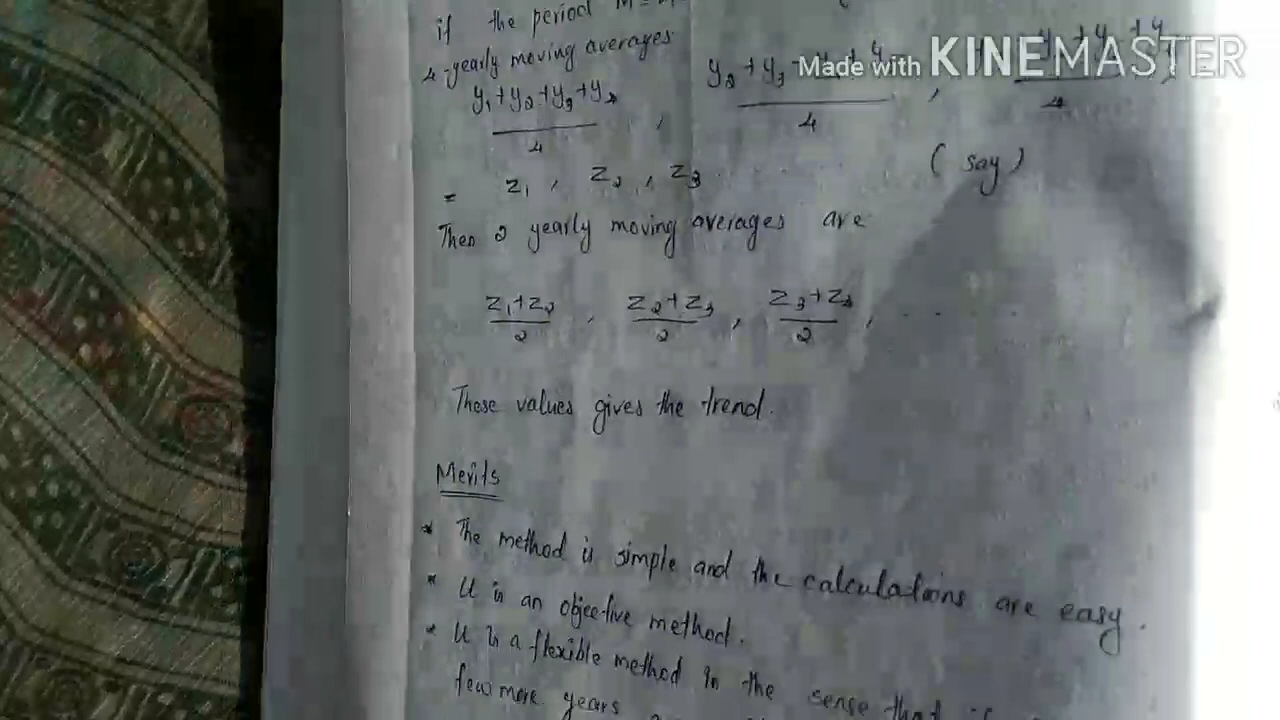 if the period
Made with KINEMASTER
4-yearly moving averages
y₁+y₂+y₃+y₄ / 4 , y₂+y₃ / 4 ,  / 4
= z₁, z₂, z₃ ...... (say)
Then 2 yearly moving averages are
z₁+z₂ / 2 , z₂+z₃ / 2 , z₃+z₄ / 2 , ......
These values gives the trend.
Merits
* The method is simple and the calculations are easy.
* It is an objective method.
* It is a flexible method in the sense that if
few more years